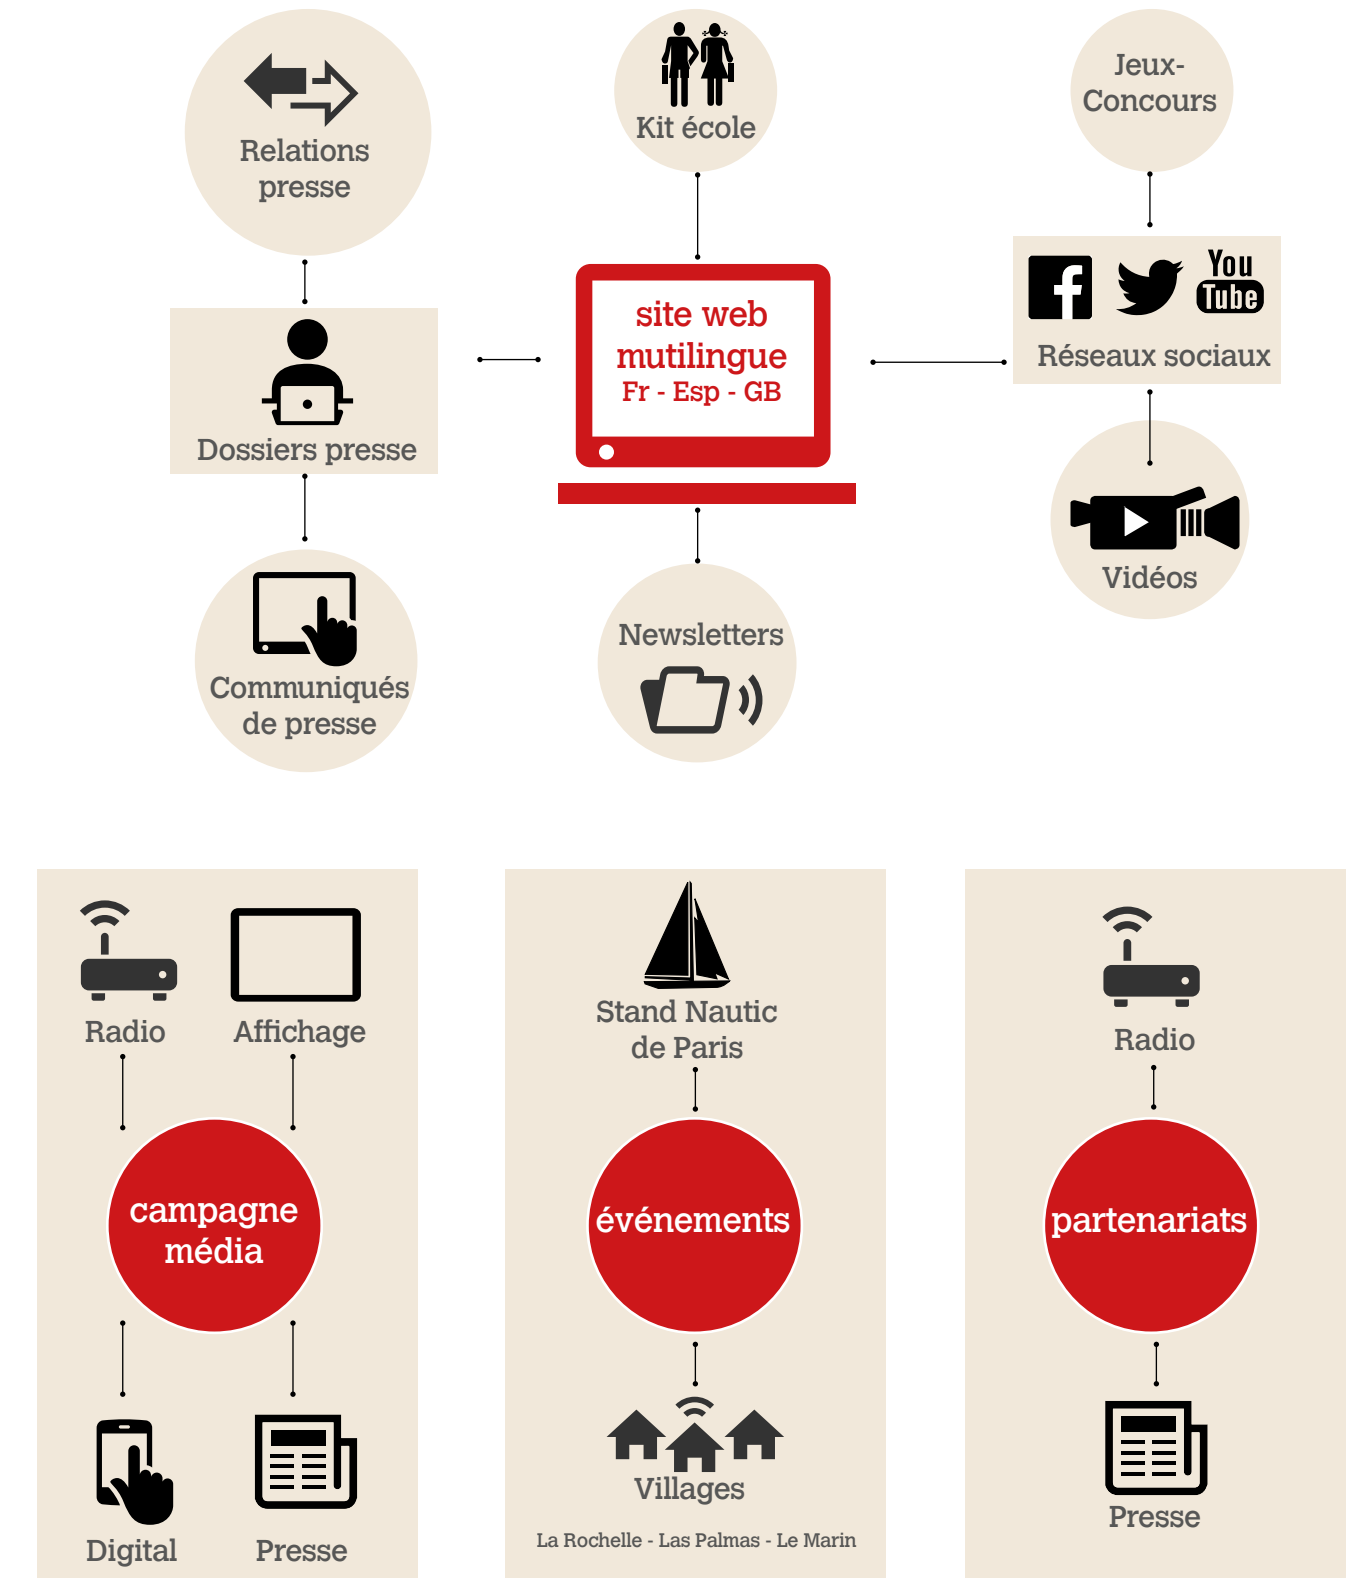 Relations
presse
Kit école
Jeux-
Concours
Dossiers presse
site web
mutilingue
Fr - Esp - GB
You
Tube
Réseaux sociaux
Communiqués
de presse
Newsletters
Vidéos
Radio
Affichage
campagne
média
Digital
Presse
Stand Nautic
de Paris
événements
Villages
La Rochelle - Las Palmas - Le Marin
Radio
partenariats
Presse